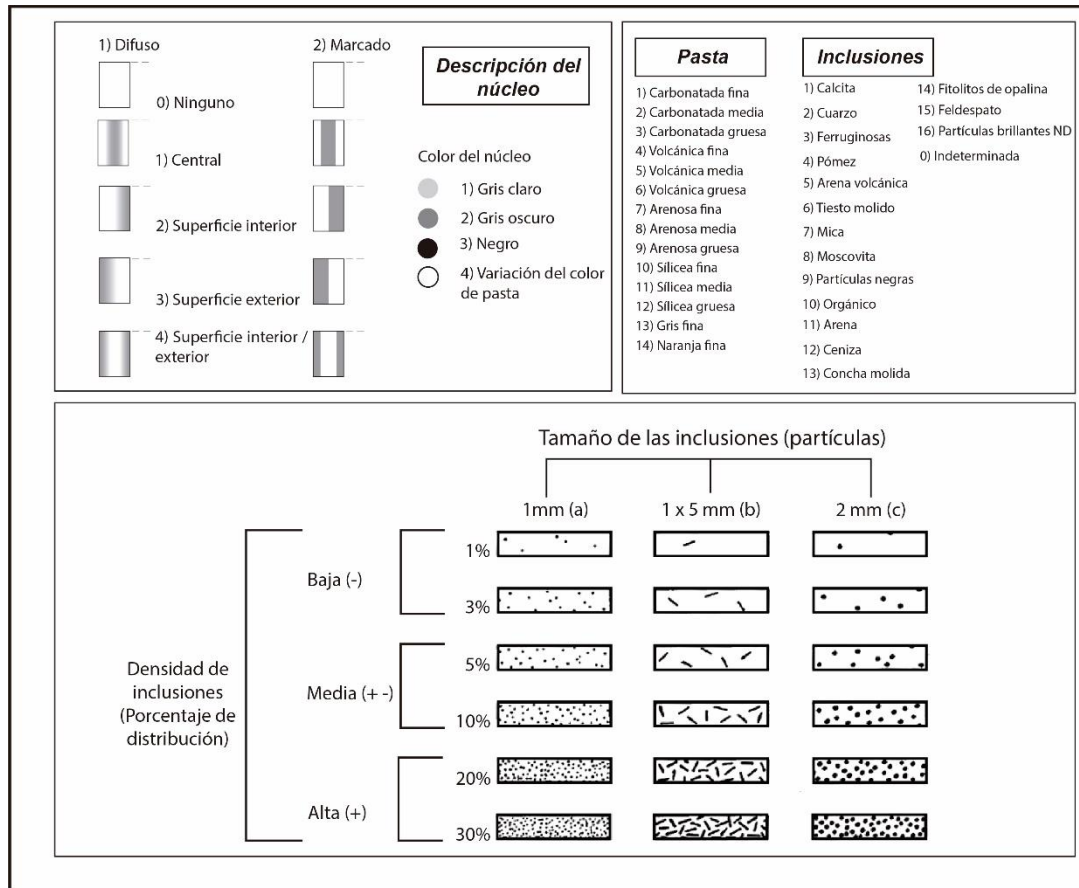 1) Difuso
2) Marcado
0) Ninguno
1) Central
2) Superficie interior
3) Superficie exterior
4) Superficie interior /
exterior
Descripción del
núcleo
Color del núcleo
1) Gris claro
2) Gris oscuro
3) Negro
4) Variación del color
de pasta
Pasta
1) Carbonatada fina
2) Carbonatada media
3) Carbonatada gruesa
4) Volcánica fina
5) Volcánica media
6) Volcánica gruesa
7) Arenosa fina
8) Arenosa media
9) Arenosa gruesa
10) Sílicea fina
11) Sílicea media
12) Sílicea gruesa
13) Gris fina
14) Naranja fina
Inclusiones
1) Calcita
2) Cuarzo
3) Ferruginosas
4) Pómez
5) Arena volcánica
6) Tiesto molido
7) Mica
8) Moscovita
9) Partículas negras
10) Orgánico
11) Arena
12) Ceniza
13) Concha molida
14) Fitolitos de opalina
15) Feldespato
16) Partículas brillantes ND
0) Indeterminada
Tamaño de las inclusiones (partículas)
1mm (a)
1 x 5 mm (b)
2 mm (c)
Densidad de
inclusiones
(Porcentaje de
distribución)
Baja (-)
1%
3%
Media (+ -)
5%
10%
Alta (+)
20%
30%